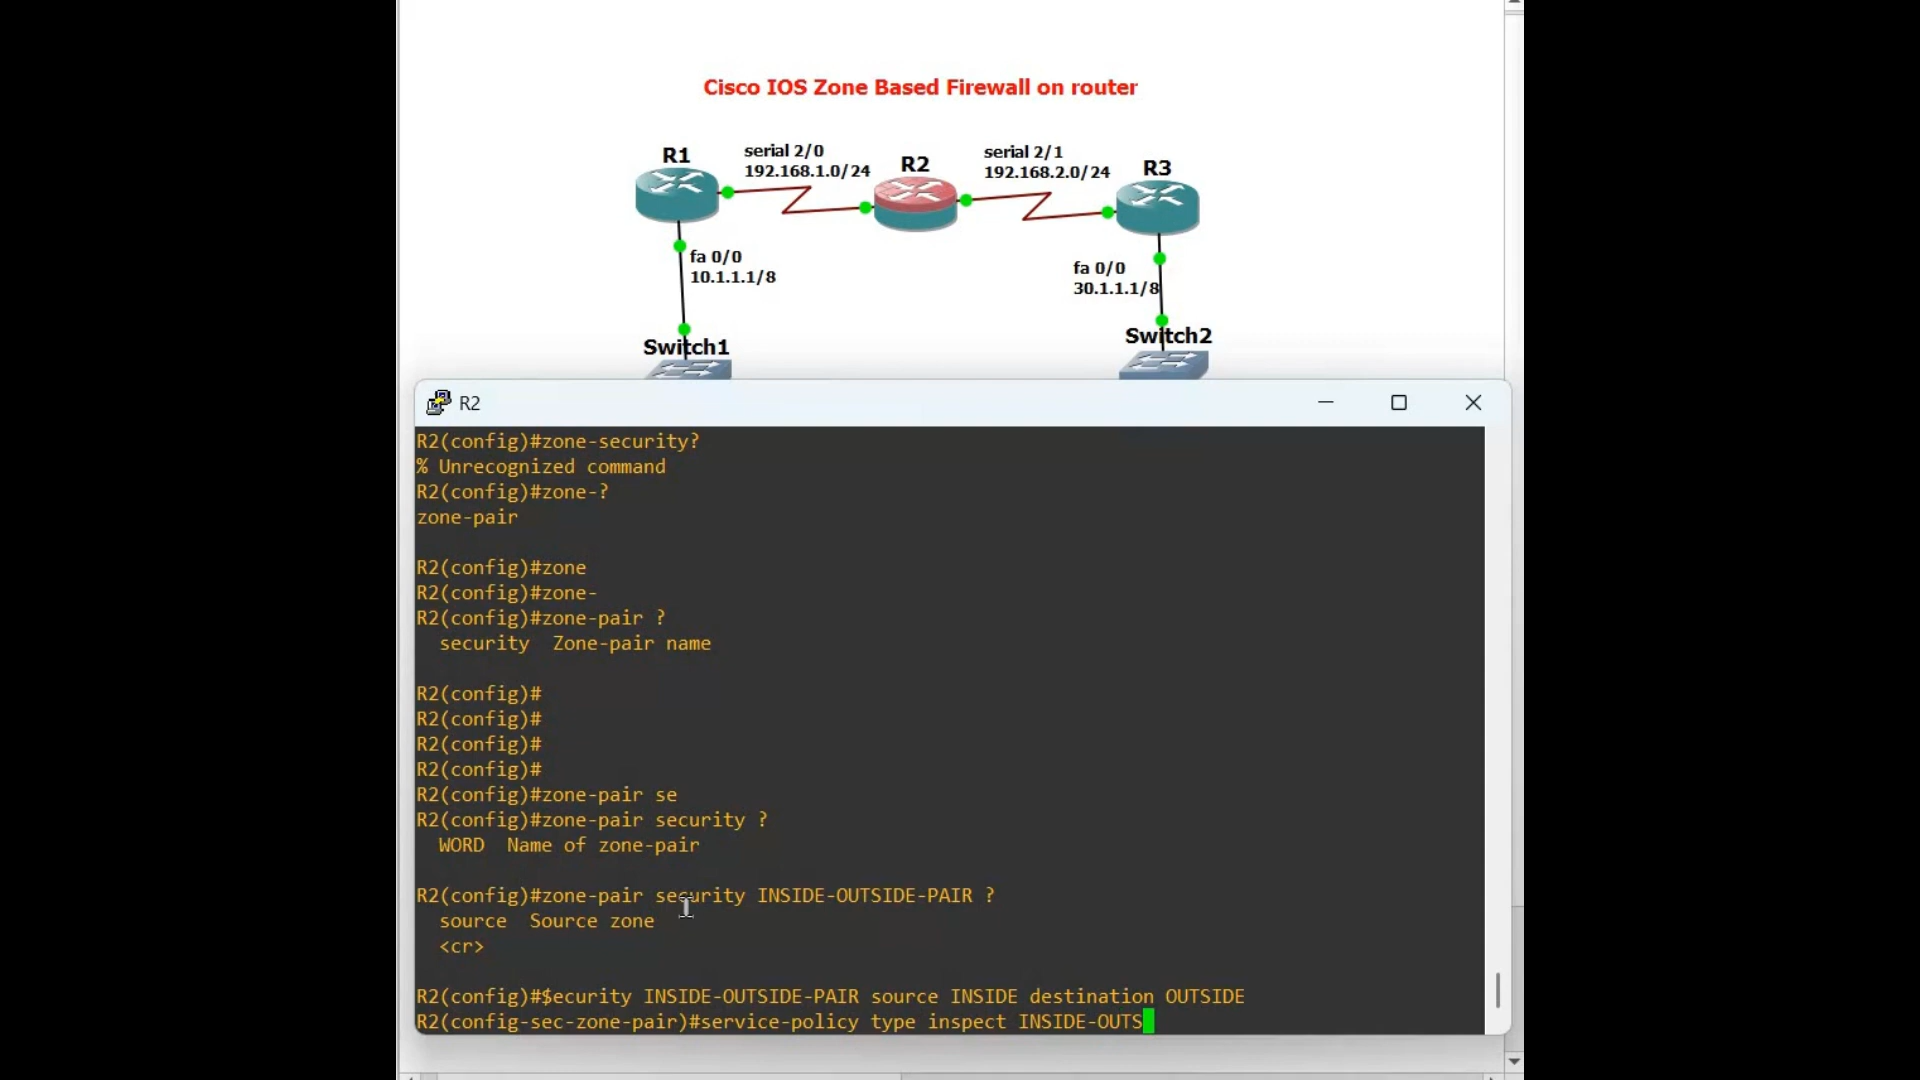 Cisco IOS Zone Based Firewall on router
R1
serial 2/0
192.168.1.0/24
R2
serial 2/1
192.168.2.0/24
R3
fa 0/0
10.1.1.1/8
fa 0/0
30.1.1.1/8
Switch1
Switch2
R2
R2(config)#zone-security?
% Unrecognized command
R2(config)#zone-?
zone-pair
R2(config)#zone
R2(config)#zone-
R2(config)#zone-pair ?
security  Zone-pair name
R2(config)#
R2(config)#
R2(config)#
R2(config)#
R2(config)#zone-pair se
R2(config)#zone-pair security ?
WORD  Name of zone-pair
R2(config)#zone-pair security INSIDE-OUTSIDE-PAIR ?
source  Source zone
<cr>
R2(config)#$ecurity INSIDE-OUTSIDE-PAIR source INSIDE destination OUTSIDE
R2(config-sec-zone-pair)#service-policy type inspect INSIDE-OUTS